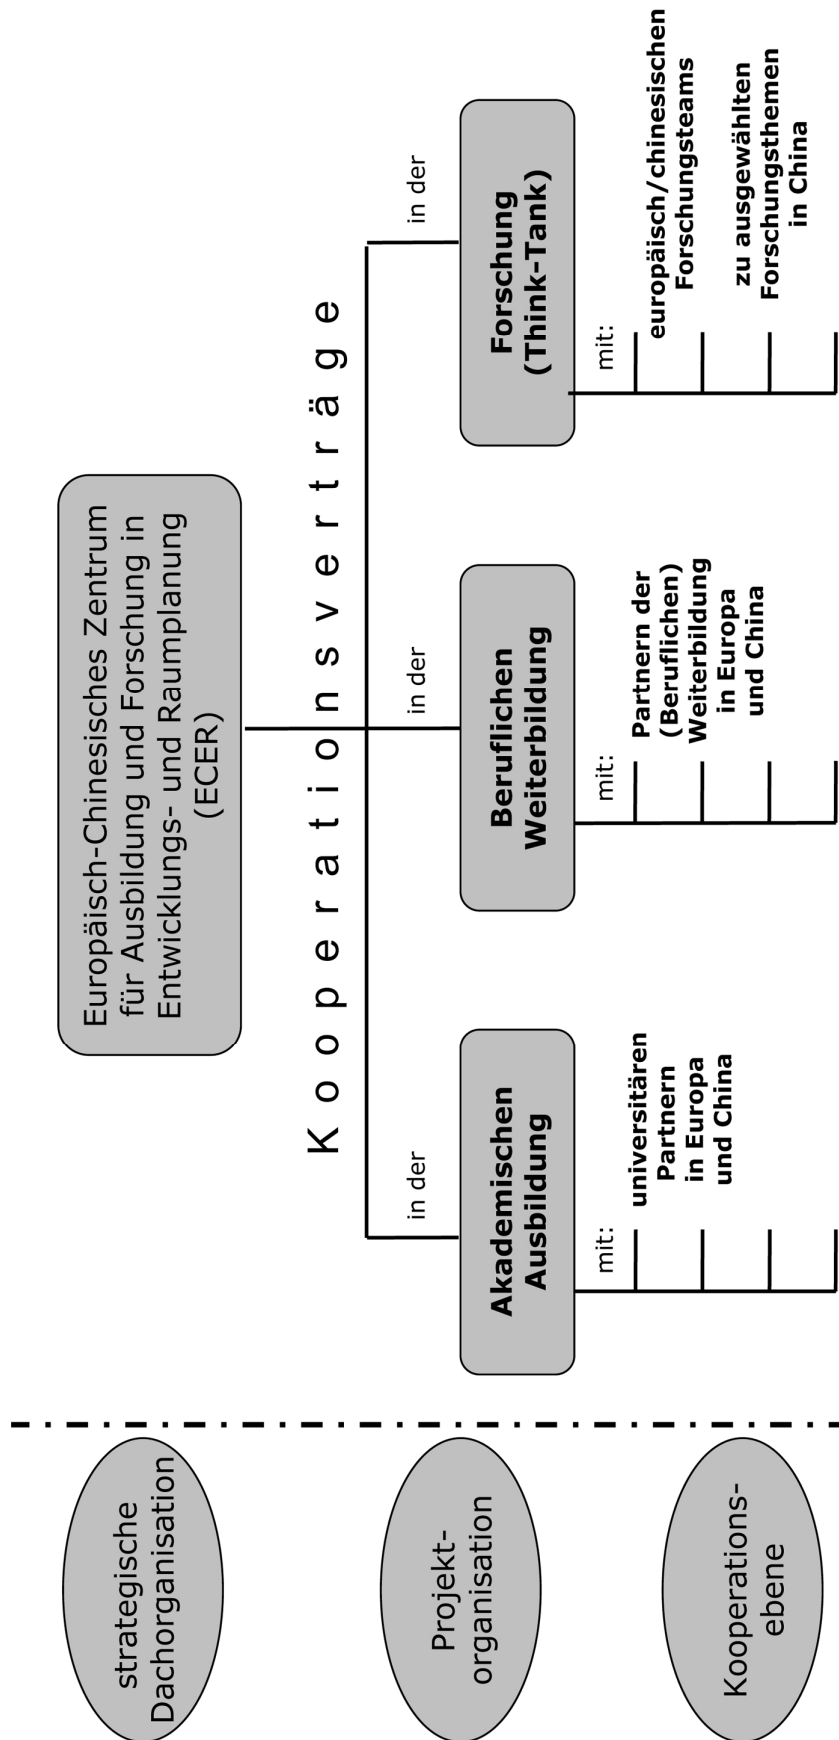 strategische
Dachorganisation
Europäisch-Chinesisches Zentrum
für Ausbildung und Forschung in
Entwicklungs- und Raumplanung
(ECER)
Kooperationsverträge
in der
in der
in der
Projekt-
organisation
Akademischen
Ausbildung
Beruflichen
Weiterbildung
Forschung
(Think-Tank)
Kooperations-
ebene
mit:
universitären
Partnern
in Europa
und China
mit:
Partnern der
(Beruflichen)
Weiterbildung
in Europa
und China
mit:
europäisch/chinesischen
Forschungsteams
zu ausgewählten
Forschungsthemen
in China